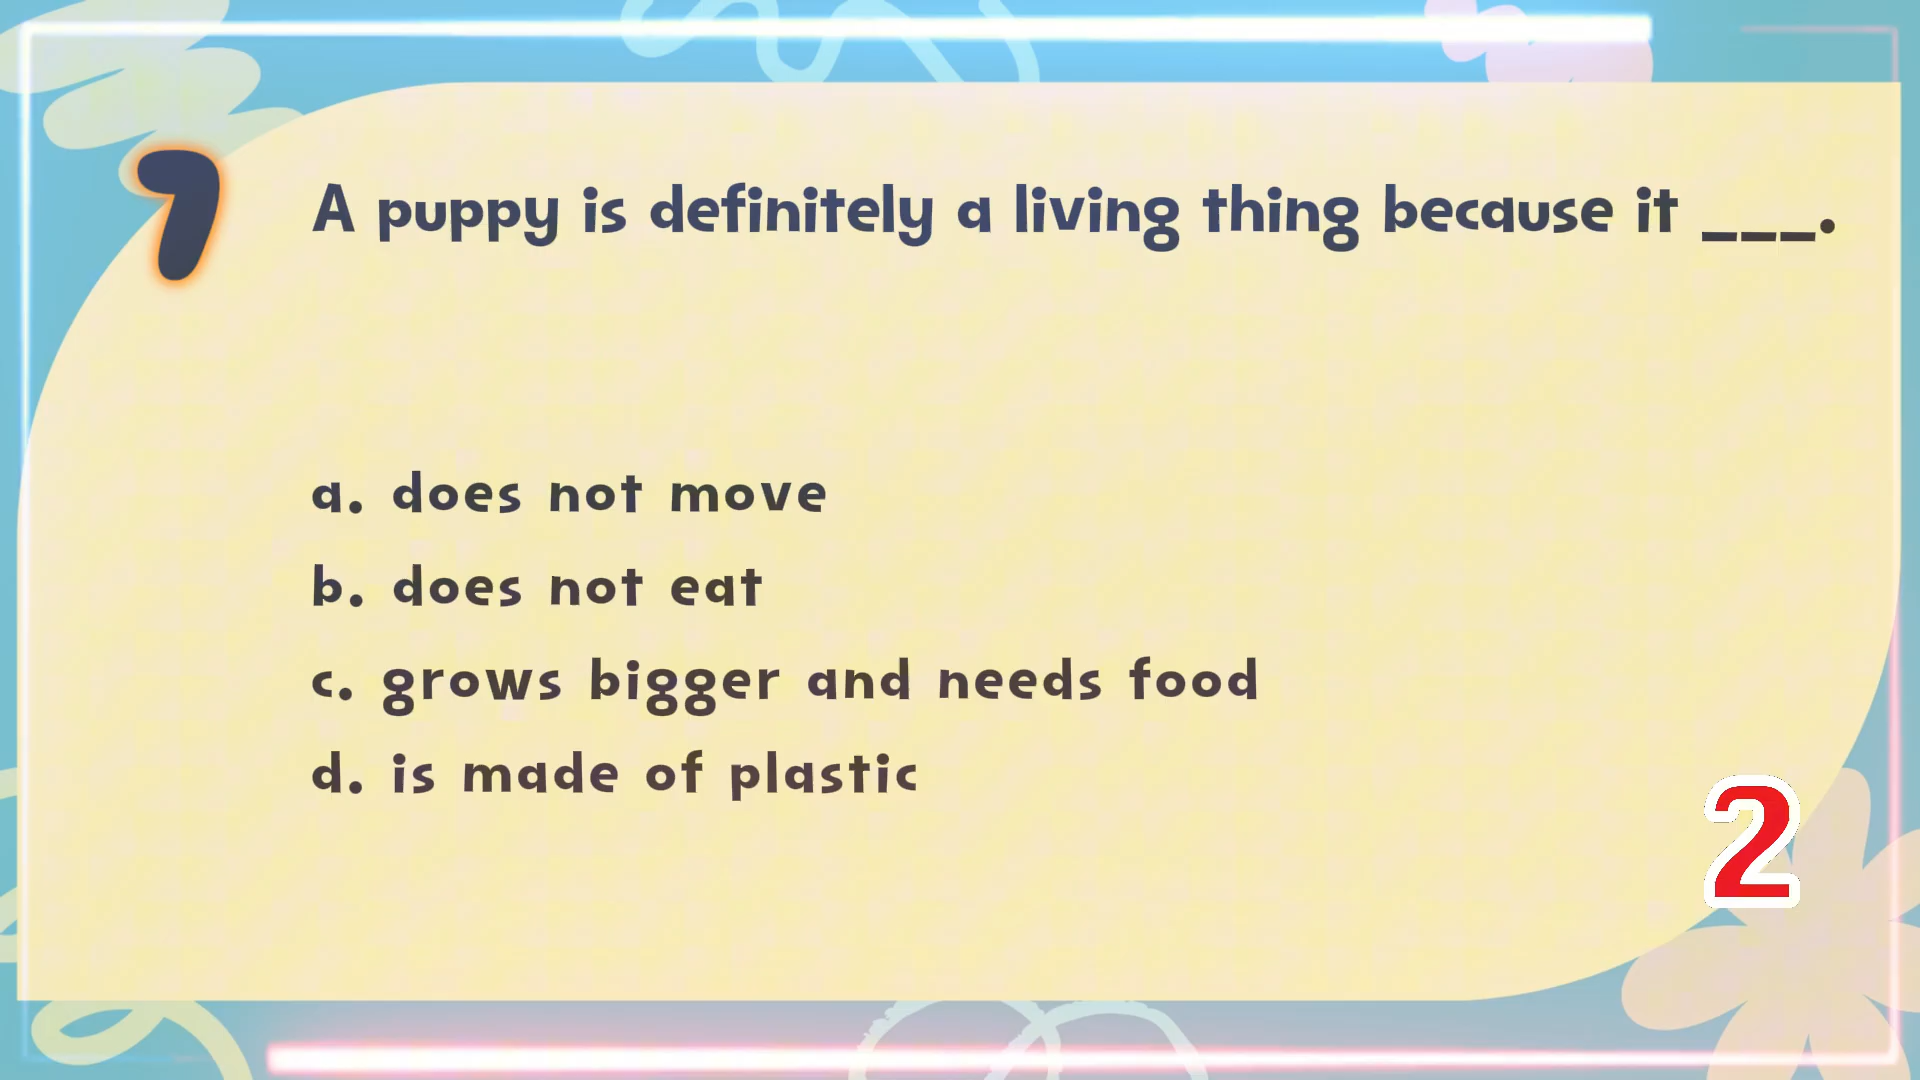 7
A puppy is definitely a living thing because it ___.
a. does not move
b. does not eat
c. grows bigger and needs food
d. is made of plastic
2